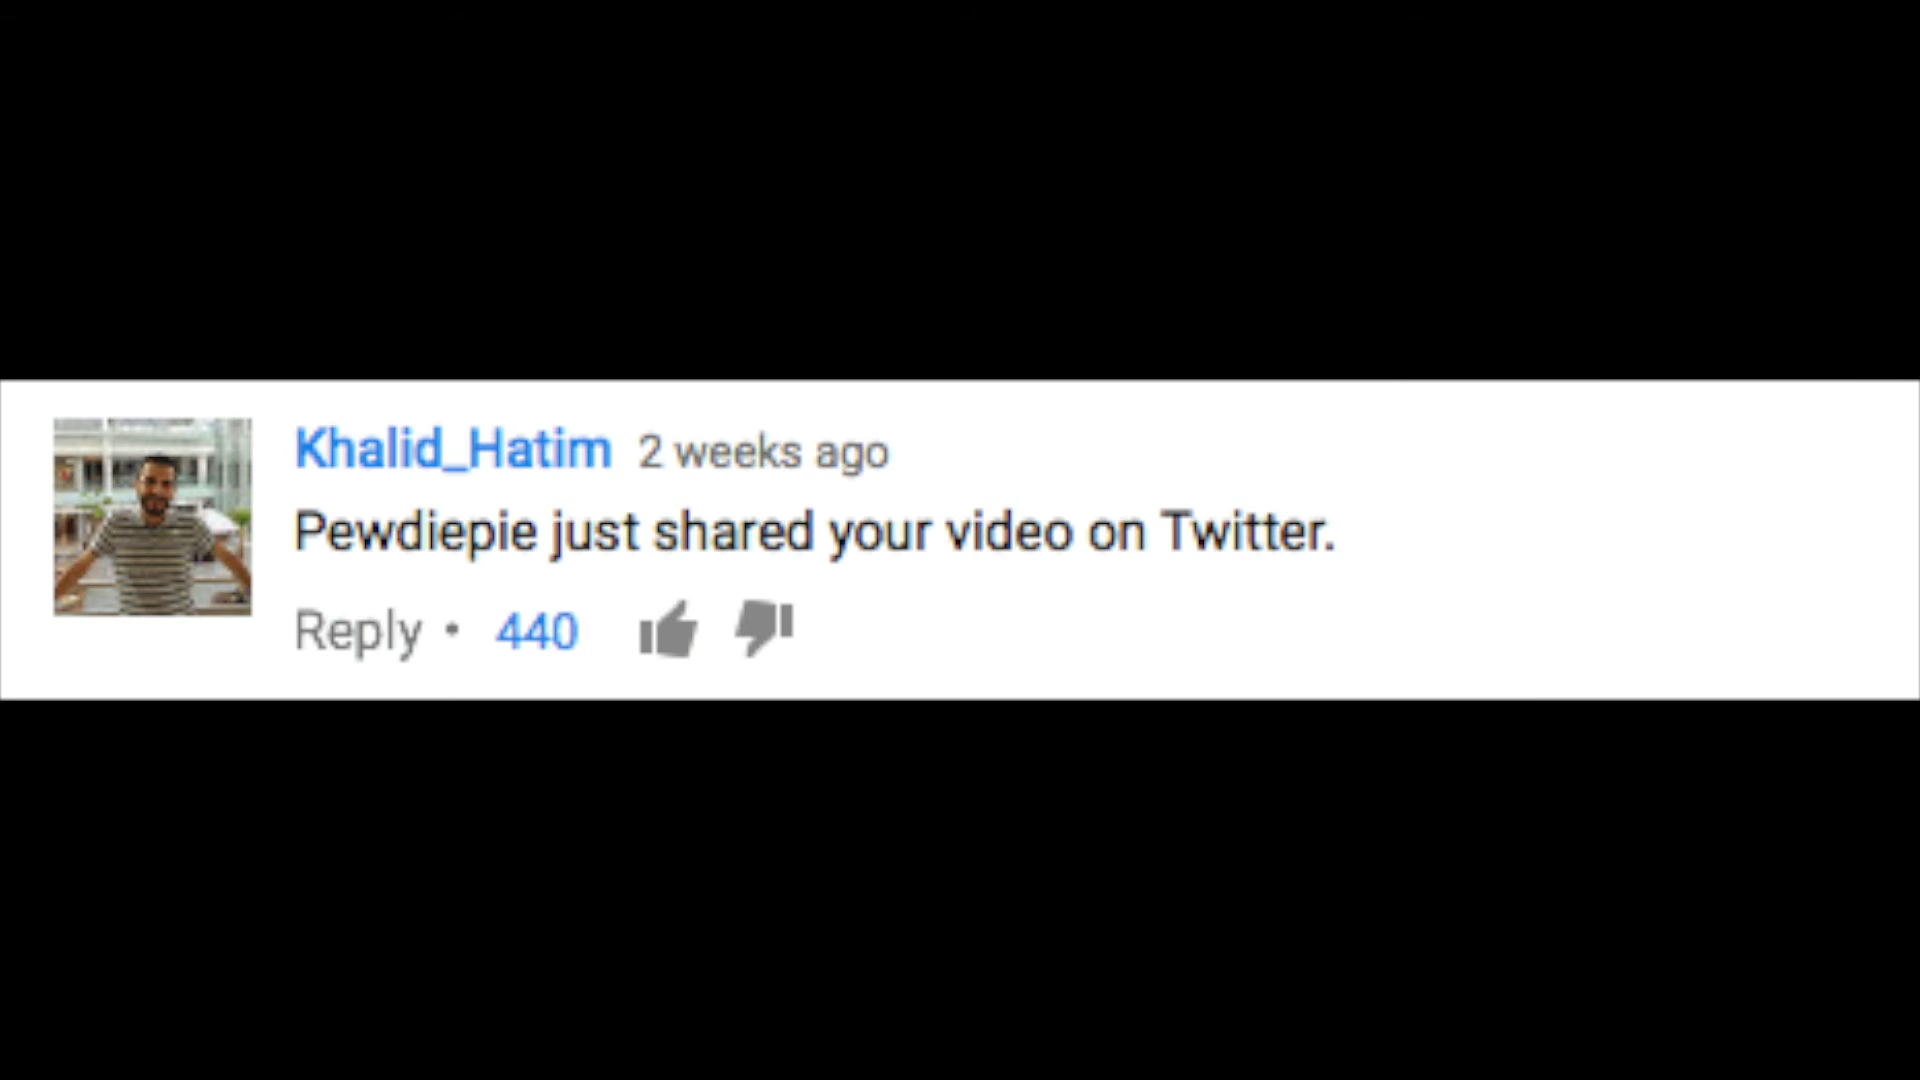 Khalid_Hatim 2 weeks ago
Pewdiepie just shared your video on Twitter.
Reply • 440